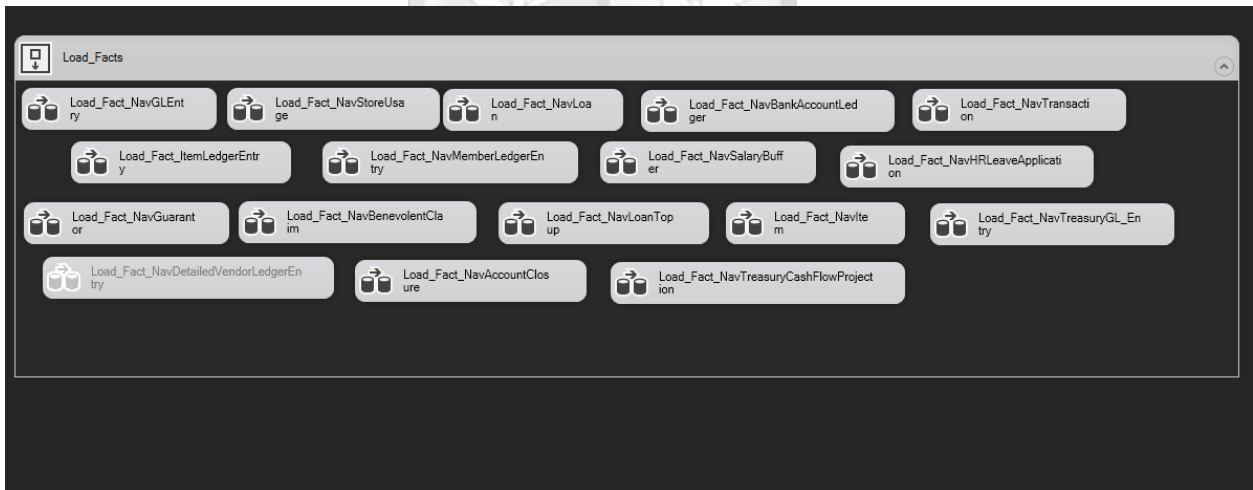 Load_Facts
Load_Fact_NavGLEnt
ry
Load_Fact_NavStoreUsa
ge
Load_Fact_NavLoa
n
Load_Fact_NavBankAccountLed
ger
Load_Fact_NavTransacti
on
Load_Fact_ItemLedgerEntr
y
Load_Fact_NavMemberLedgerEn
try
Load_Fact_NavSalaryBuff
er
Load_Fact_NavHRLeaveApplicati
on
Load_Fact_NavGuarant
or
Load_Fact_NavBenevolentCla
im
Load_Fact_NavLoanTop
up
Load_Fact_NavIte
m
Load_Fact_NavTreasuryGL_En
try
Load_Fact_NavDetailedVendorLedgerEn
try
Load_Fact_NavAccountClos
ure
Load_Fact_NavTreasuryCashFlowProject
ion